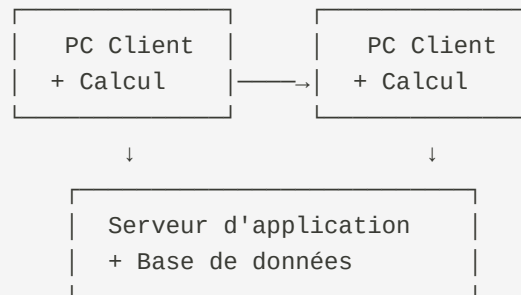 PC Client PC Client
+ Calcul → + Calcul
↓ ↓
Serveur d'application
+ Base de données